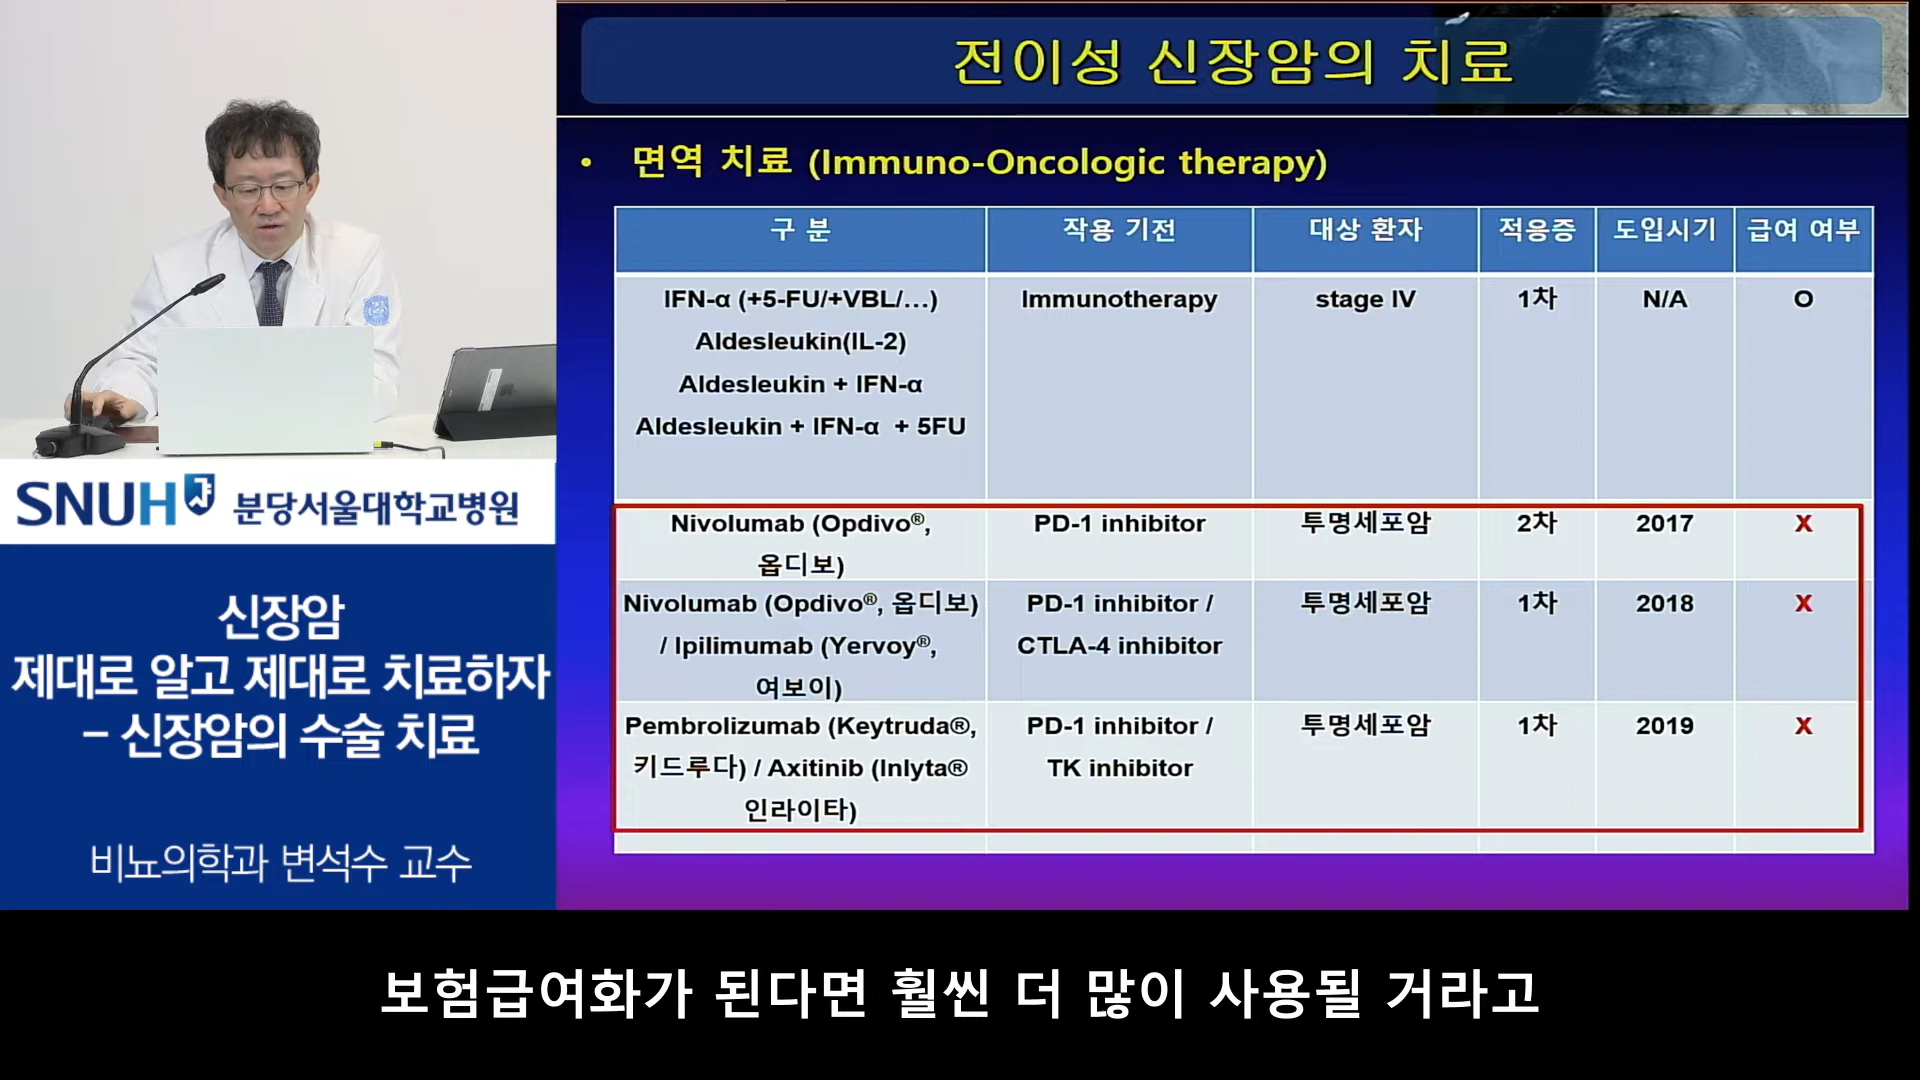 전이성 신장암의 치료
• 면역 치료 (Immuno-Oncologic therapy)
구 분 작용 기전 대상 환자 적응증 도입시기 급여 여부
IFN-α (+5-FU/+VBL/...) Immunotherapy stage IV 1차 N/A O
Aldesleukin(IL-2)
Aldesleukin + IFN-α
Aldesleukin + IFN-α + 5FU
Nivolumab (Opdivo®, PD-1 inhibitor 투명세포암 2차 2017 X
옵디보)
Nivolumab (Opdivo®, 옵디보) PD-1 inhibitor / 투명세포암 1차 2018 X
/ Ipilimumab (Yervoy®, CTLA-4 inhibitor
여보이)
Pembrolizumab (Keytruda®, PD-1 inhibitor / 투명세포암 1차 2019 X
키드루다) / Axitinib (Inlyta® TK inhibitor
인라이타)
SNUH 분당서울대학교병원
신장암
제대로 알고 제대로 치료하자
- 신장암의 수술 치료
비뇨의학과 변석수 교수
보험급여화가 된다면 훨씬 더 많이 사용될 거라고